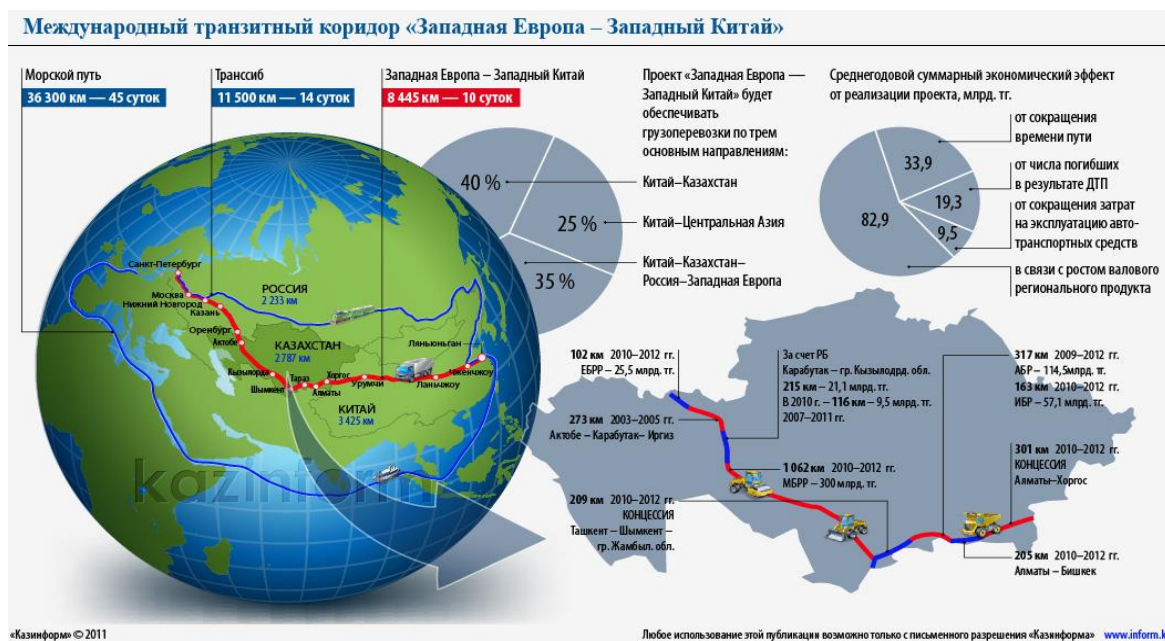 Международный транзитный коридор «Западная Европа – Западный Китай»
Морской путь
36 300 км — 45 суток
Транссиб
11 500 км — 14 суток
Западная Европа – Западный Китай
8 445 км — 10 суток
Проект «Западная Европа —
Западный Китай» будет
обеспечивать
грузоперевозки по трем
основным направлениям:
40 %
Китай–Казахстан
25 %
Китай–Центральная Азия
35 %
Китай–Казахстан–
Россия–Западная Европа
Среднегодовой суммарный экономический эффект
от реализации проекта, млрд. тг.
33,9
от сокращения
времени пути
19,3
от числа погибших
в результате ДТП
9,5
от сокращения затрат
на эксплуатацию авто-
транспортных средств
82,9
в связи с ростом валового
регионального продукта
Санкт-Петербург
Москва
Нижний Новгород
Казань
РОССИЯ
2 233 км
Оренбург
Актобе
КАЗАХСТАН
2 787 км
Ляньюньган
Кызылорда
Шымкент
Тараз
Алматы
Хоргос
Урумчи
Ланьчжоу
Чженчжоу
КИТАЙ
3 425 км
kazinform
102 км 2010–2012 гг.
ЕБРР – 25,5 млрд. тг.
273 км 2003–2005 гг.
Актобе – Карабутак– Иргиз
За счет РБ
Карабутак – гр. Кызылодрд. обл.
215 км – 21,1 млрд. тг.
В 2010 г. – 116 км – 9,5 млрд. тг.
2007–2011 гг.
317 км 2009–2012 гг.
АБР – 114,5млрд. тг.
163 км 2010–2012 гг.
ИБР – 57,1 млрд. тг.
1 062 км 2010–2012 гг.
МБРР – 300 млрд. тг.
209 км 2010–2012 гг.
КОНЦЕССИЯ
Ташкент – Шымкент –
гр. Жамбыл. обл.
301 км 2010–2012 гг.
КОНЦЕССИЯ
Алматы–Хоргос
205 км 2010–2012 гг.
Алматы – Бишкек
«Казинформ» © 2011
Любое использование этой публикации возможно только с письменного разрешения «Казинформа» www.inform.k